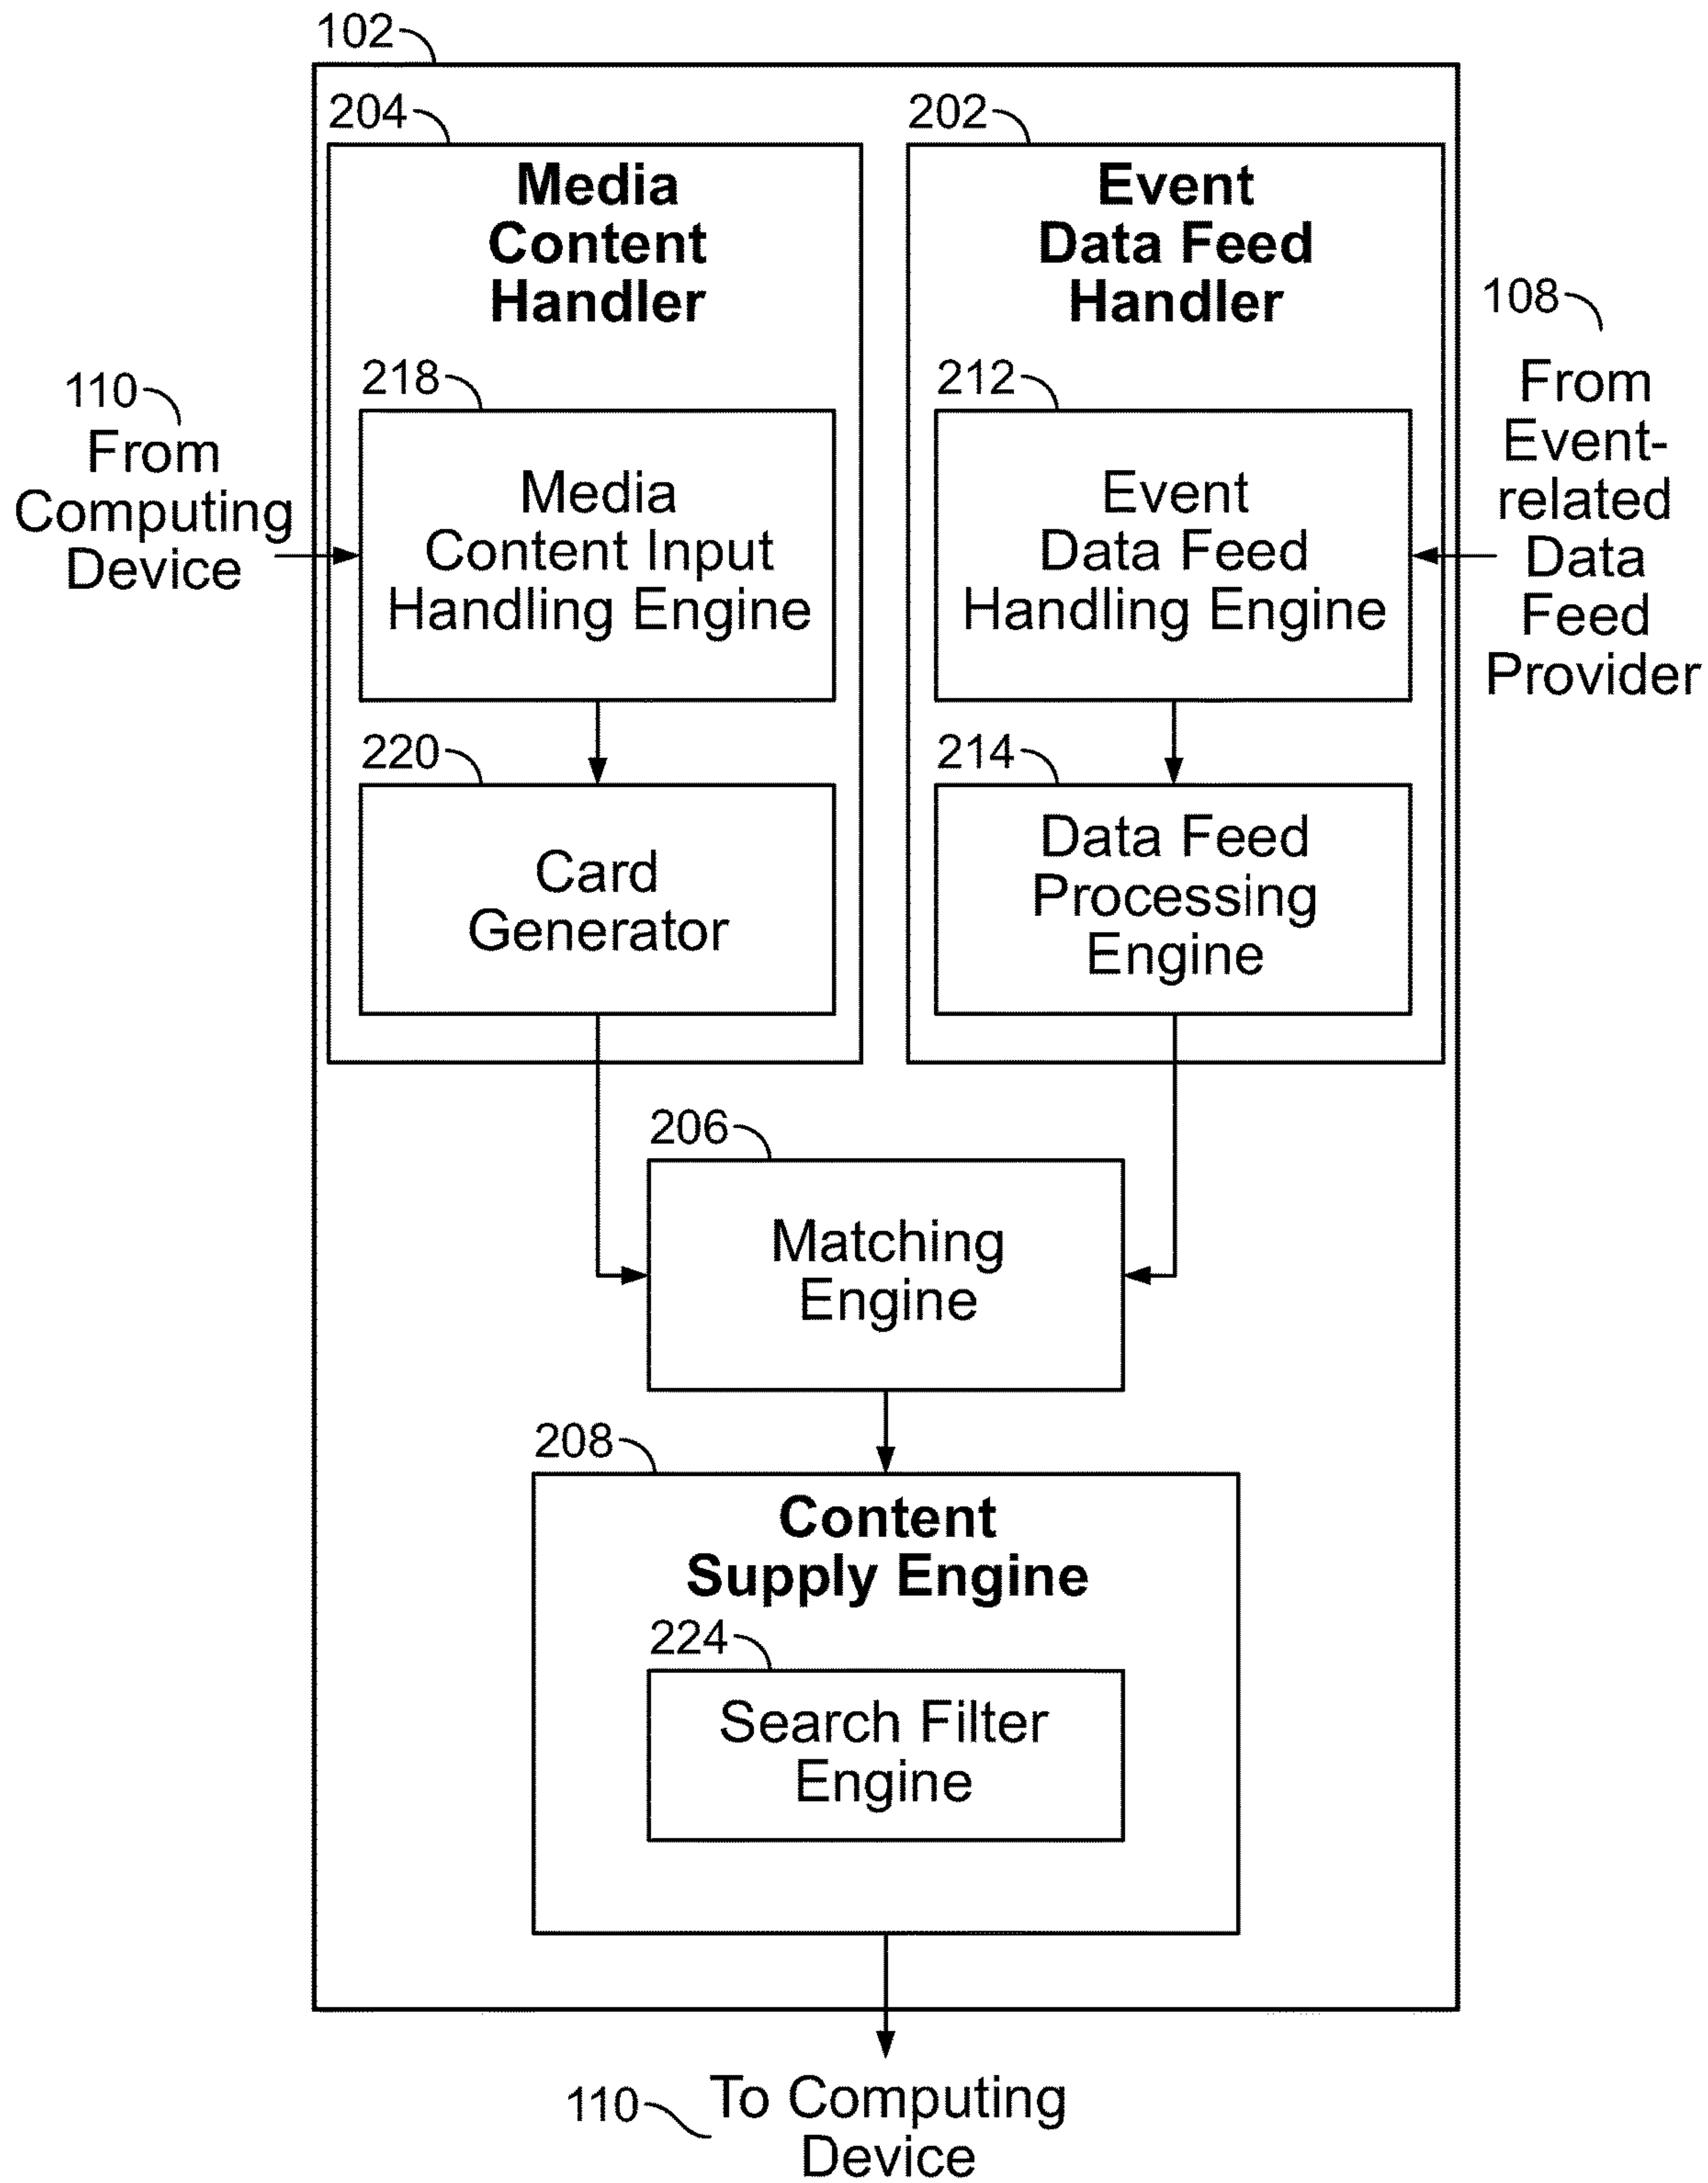 102
204
Media
Content
Handler
202
Event
Data Feed
Handler
110
From
Computing
Device
218
Media
Content Input
Handling Engine
212
Event
Data Feed
Handling Engine
108
From
Event-
related
Data
Feed
Provider
220
Card
Generator
214
Data Feed
Processing
Engine
206
Matching
Engine
208
Content
Supply Engine
224
Search Filter
Engine
110
To Computing
Device